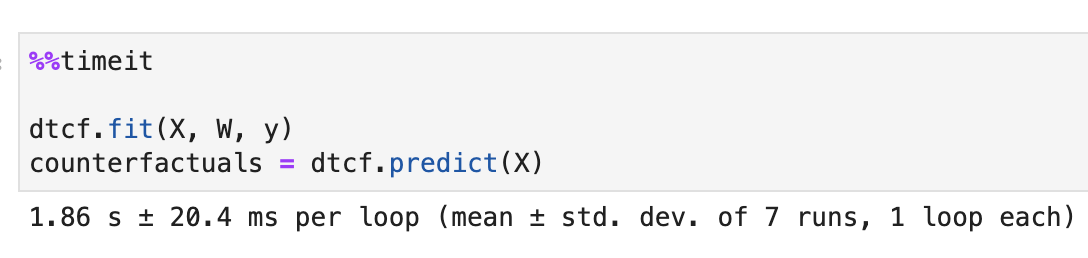 %%timeit
dtcf.fit(X, W, y)
counterfactuals = dtcf.predict(X)
1.86 s ± 20.4 ms per loop (mean ± std. dev. of 7 runs, 1 loop each)